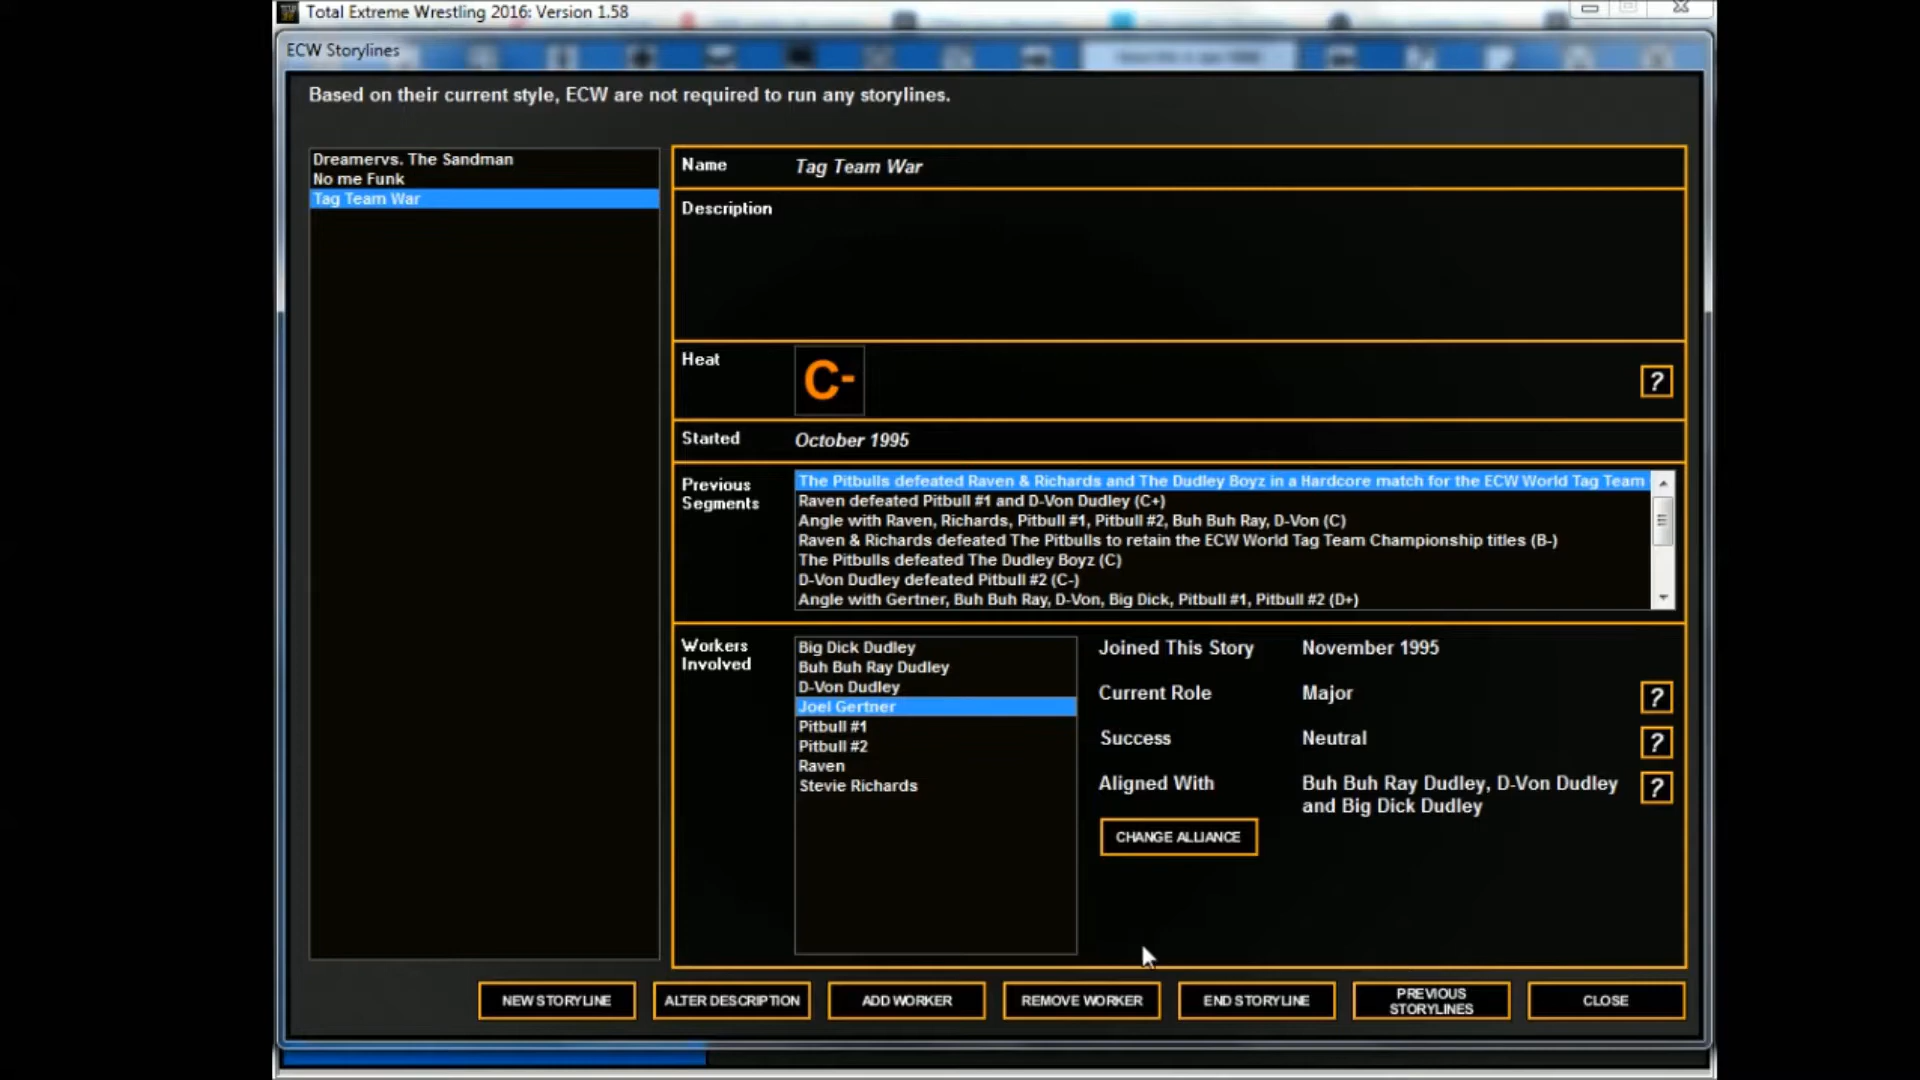 Total Extreme Wrestling 2016: Version 1.58
ECW Storylines
Based on their current style, ECW are not required to run any storylines.
Dreamervs. The Sandman
No me Funk
Tag Team War
Name
Tag Team War
Description
Heat
C-
?
Started
October 1995
Previous
Segments
The Pitbulls defeated Raven & Richards and The Dudley Boyz in a Hardcore match for the ECW World Tag Team
Raven defeated Pitbull #1 and D-Von Dudley (C+)
Angle with Raven, Richards, Pitbull #1, Pitbull #2, Buh Buh Ray, D-Von (C)
Raven & Richards defeated The Pitbulls to retain the ECW World Tag Team Championship titles (B-)
The Pitbulls defeated The Dudley Boyz (C)
D-Von Dudley defeated Pitbull #2 (C-)
Angle with Gertner, Buh Buh Ray, D-Von, Big Dick, Pitbull #1, Pitbull #2 (D+)
Workers
Involved
Big Dick Dudley
Buh Buh Ray Dudley
D-Von Dudley
Joel Gertner
Pitbull #1
Pitbull #2
Raven
Stevie Richards
Joined This Story
November 1995
Current Role
Major
?
Success
Neutral
?
Aligned With
Buh Buh Ray Dudley, D-Von Dudley
and Big Dick Dudley
?
CHANGE ALLIANCE
NEW STORYLINE
ALTER DESCRIPTION
ADD WORKER
REMOVE WORKER
END STORYLINE
PREVIOUS
STORYLINES
CLOSE